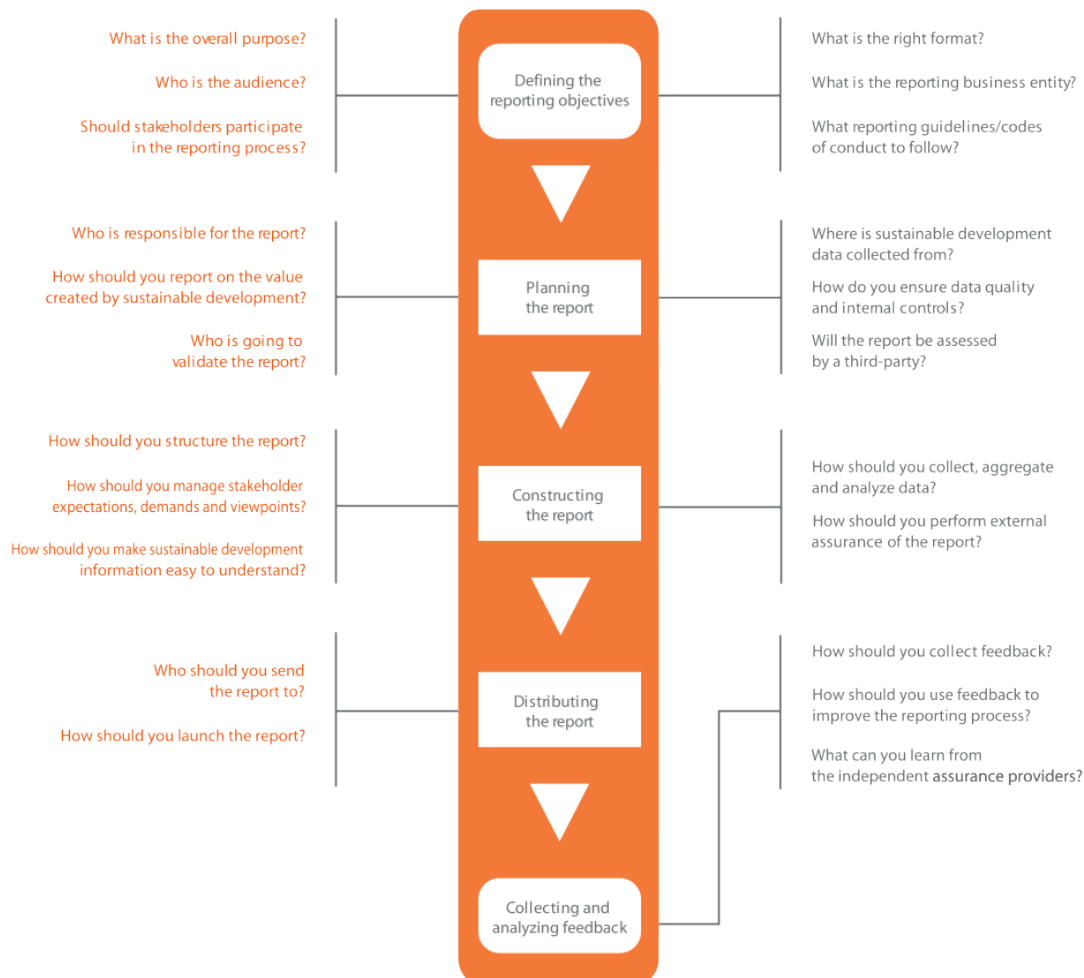 What is the overall purpose?
Who is the audience?
Should stakeholders participate
in the reporting process?
Defining the
reporting objectives
What is the right format?
What is the reporting business entity?
What reporting guidelines/codes
of conduct to follow?
Who is responsible for the report?
How should you report on the value
created by sustainable development?
Who is going to
validate the report?
Planning
the report
Where is sustainable development
data collected from?
How do you ensure data quality
and internal controls?
Will the report be assessed
by a third-party?
How should you structure the report?
How should you manage stakeholder
expectations, demands and viewpoints?
How should you make sustainable development
information easy to understand?
Constructing
the report
How should you collect, aggregate
and analyze data?
How should you perform external
assurance of the report?
Who should you send
the report to?
How should you launch the report?
Distributing
the report
How should you collect feedback?
How should you use feedback to
improve the reporting process?
What can you learn from
the independent assurance providers?
Collecting and
analyzing feedback